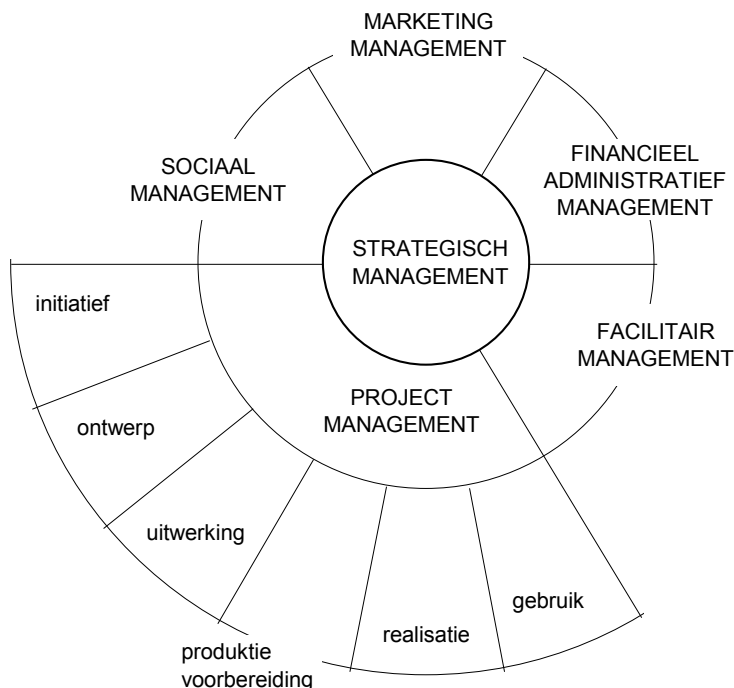 MARKETING
MANAGEMENT
SOCIAAL
MANAGEMENT
FINANCIEEL
ADMINISTRATIEF
MANAGEMENT
STRATEGISCH
MANAGEMENT
FACILITAIR
MANAGEMENT
PROJECT
MANAGEMENT
initiatief
ontwerp
uitwerking
produktie
voorbereiding
realisatie
gebruik